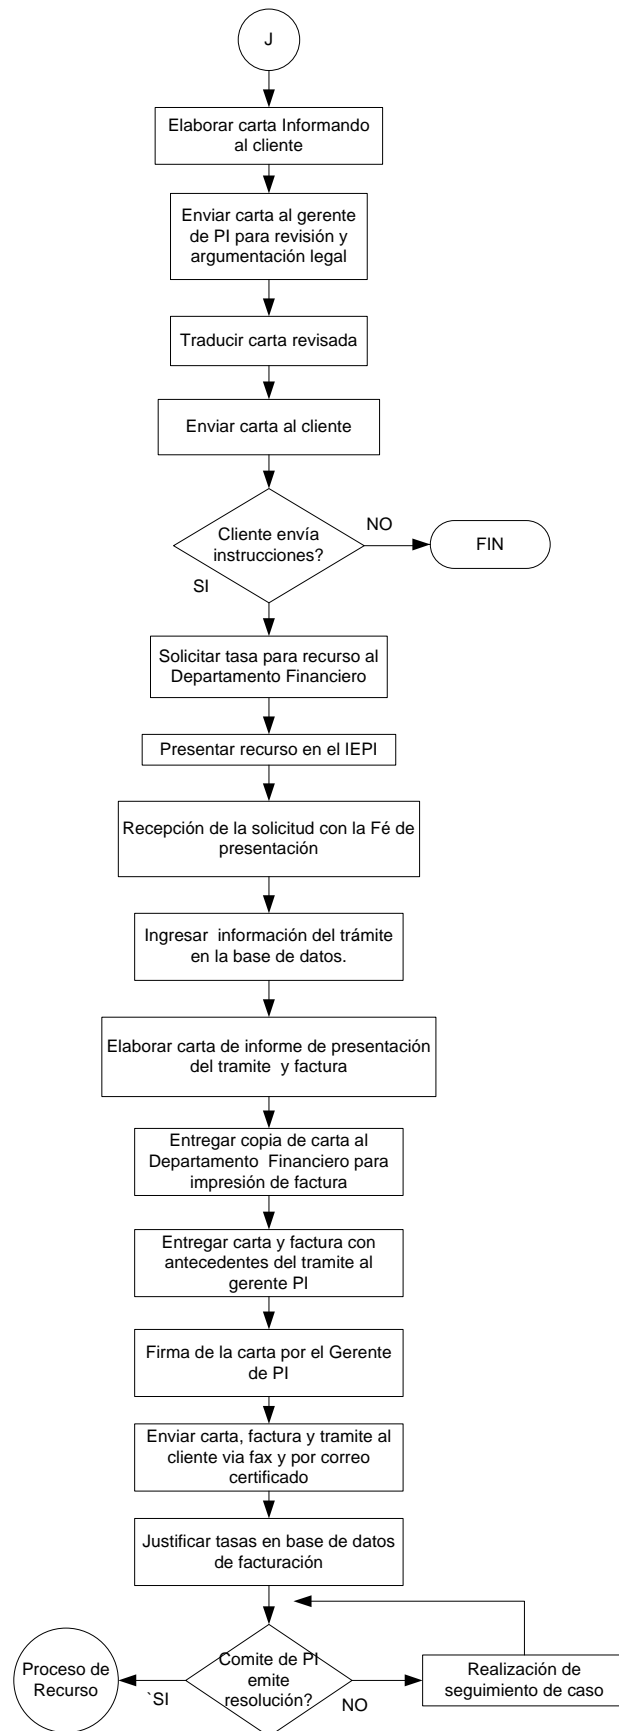 J
Elaborar carta Informando
al cliente
Enviar carta al gerente
de PI para revisión y
argumentación legal
Traducir carta revisada
Enviar carta al cliente
Cliente envía
instrucciones?
NO
FIN
SI
Solicitar tasa para recurso al
Departamento Financiero
Presentar recurso en el IEPI
Recepción de la solicitud con la Fé de
presentación
Ingresar información del trámite
en la base de datos.
Elaborar carta de informe de presentación
del tramite y factura
Entregar copia de carta al
Departamento Financiero para
impresión de factura
Entregar carta y factura con
antecedentes del tramite al
gerente PI
Firma de la carta por el Gerente
de PI
Enviar carta, factura y tramite al
cliente via fax y por correo
certificado
Justificar tasas en base de datos
de facturación
Comite de PI
emite
resolución?
Proceso de
Recurso
`SI
NO
Realización de
seguimiento de caso